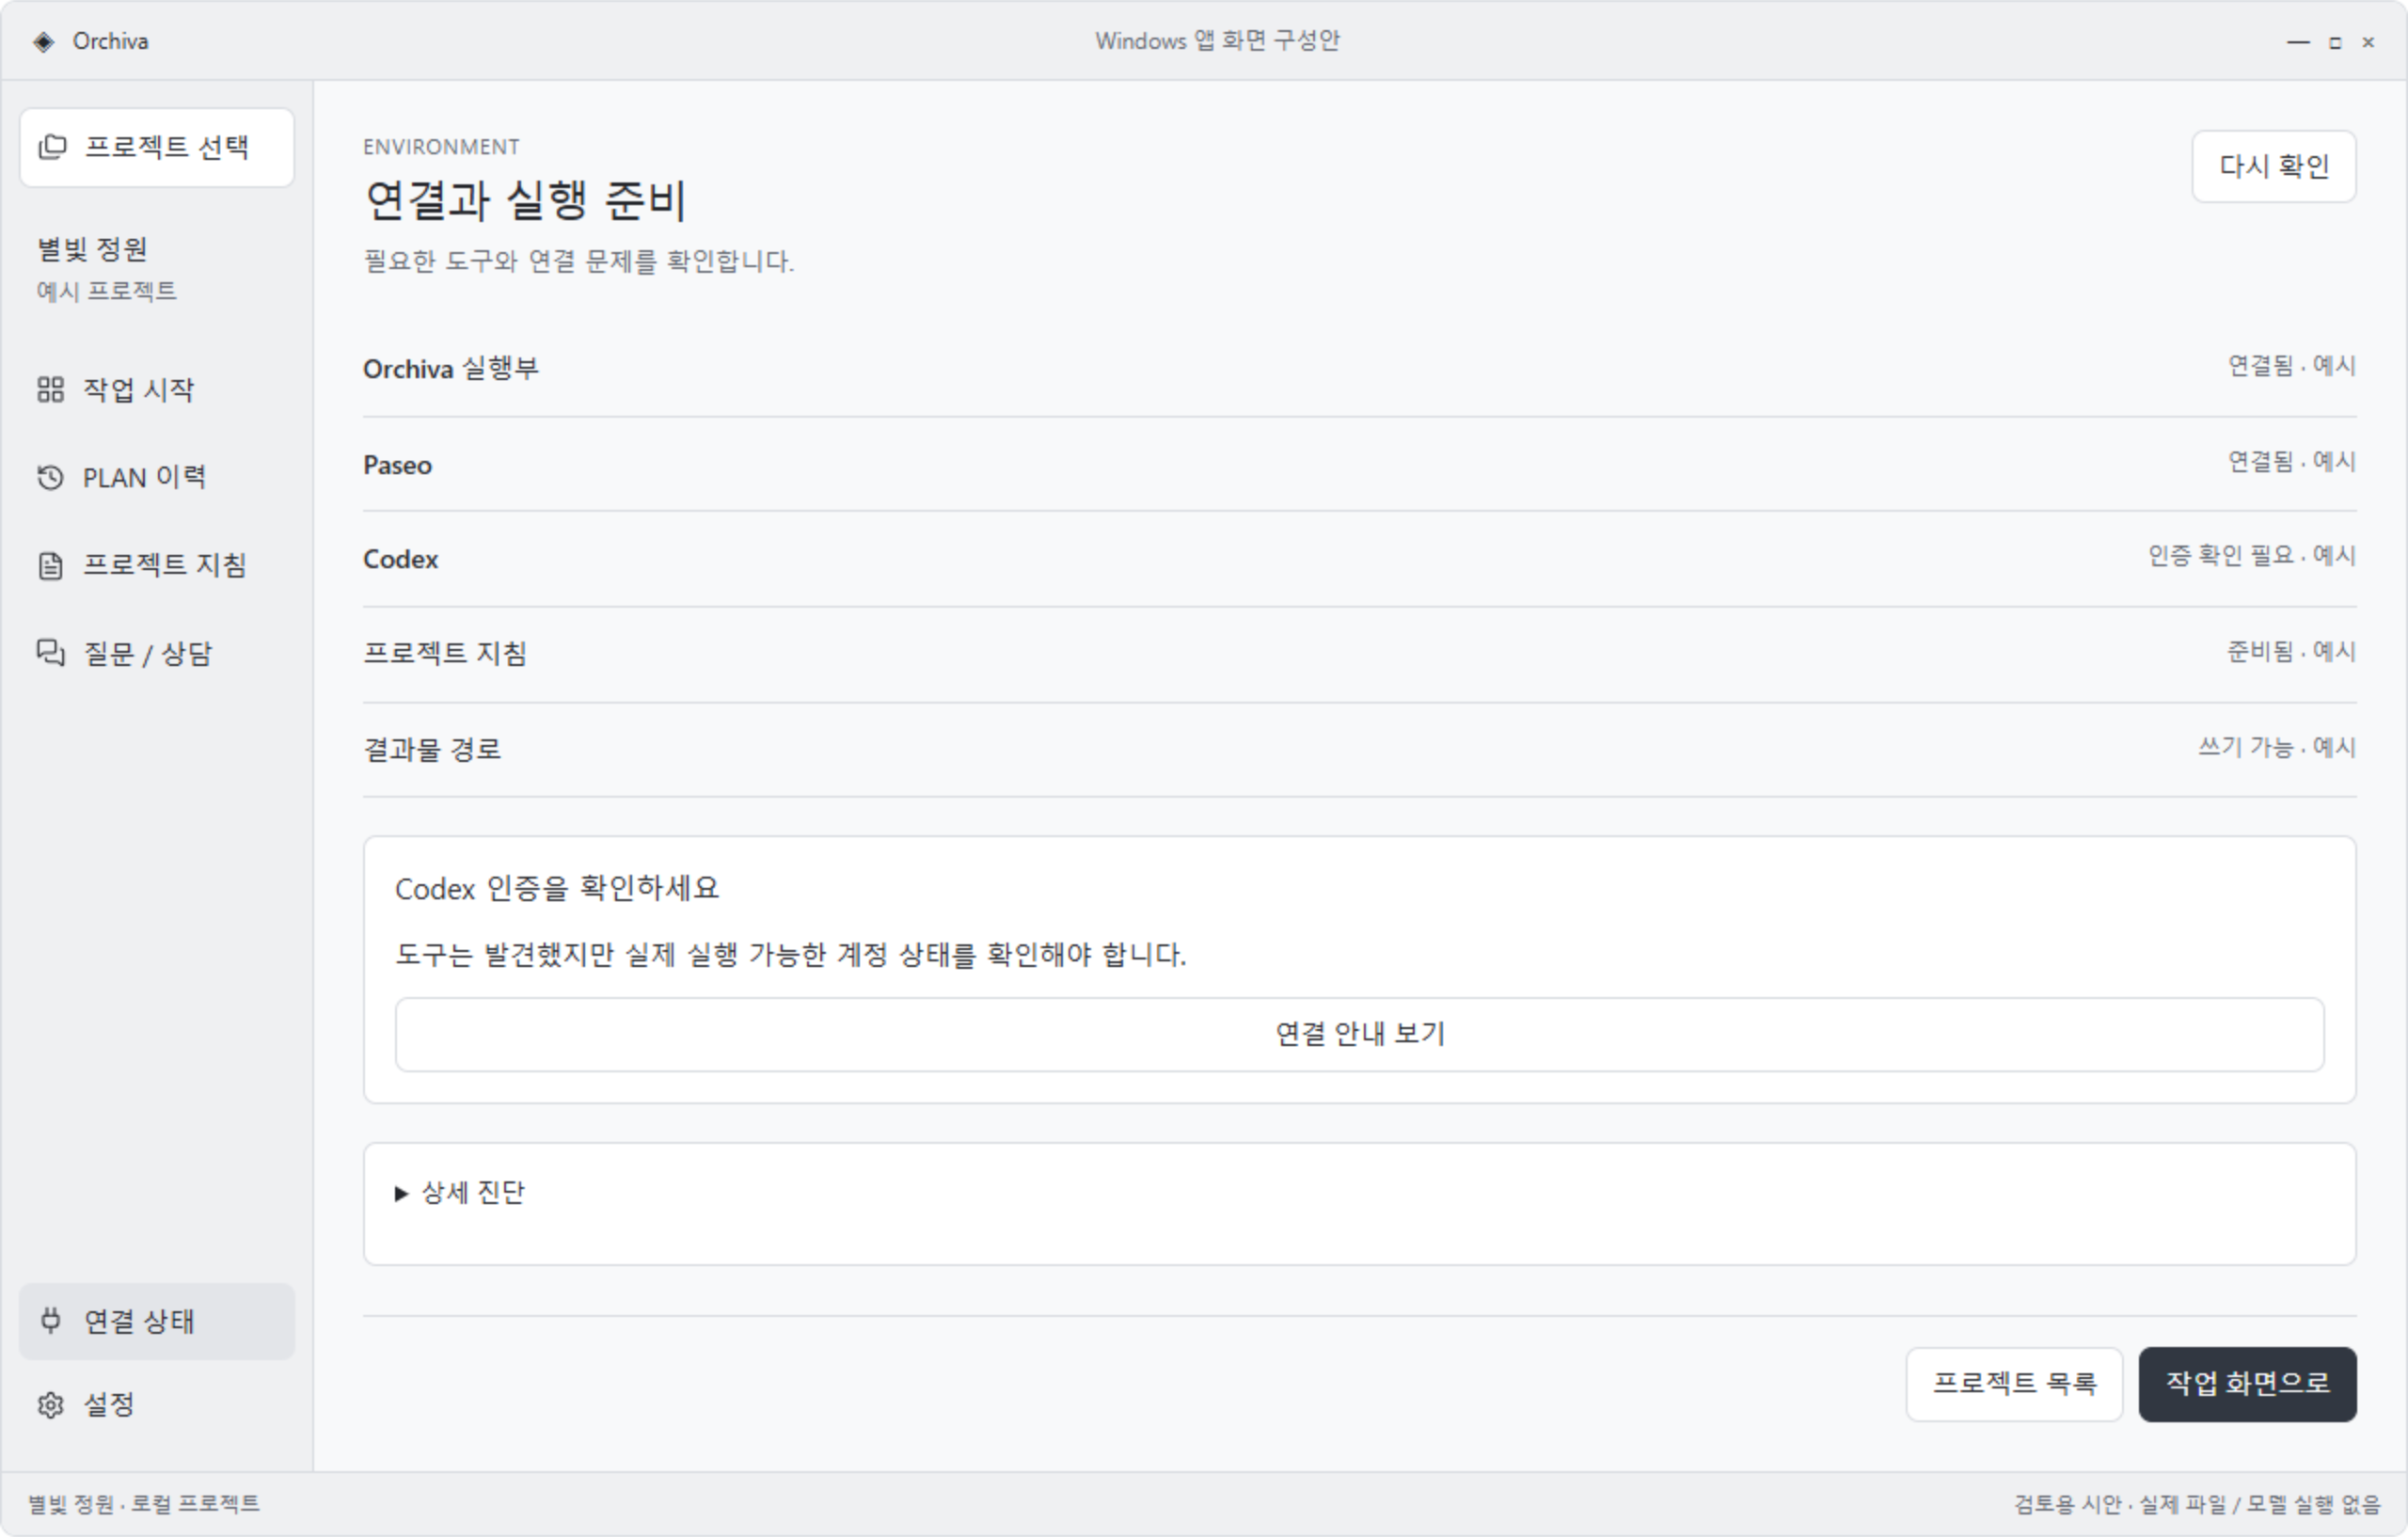 Orchiva
Windows 앱 화면 구성안
프로젝트 선택
별빛 정원
예시 프로젝트
작업 시작
PLAN 이력
프로젝트 지침
질문 / 상담
연결 상태
설정
ENVIRONMENT
연결과 실행 준비
필요한 도구와 연결 문제를 확인합니다.
다시 확인
Orchiva 실행부
연결됨 · 예시
Paseo
연결됨 · 예시
Codex
인증 확인 필요 · 예시
프로젝트 지침
준비됨 · 예시
결과물 경로
쓰기 가능 · 예시
Codex 인증을 확인하세요
도구는 발견했지만 실제 실행 가능한 계정 상태를 확인해야 합니다.
연결 안내 보기
상세 진단
프로젝트 목록
작업 화면으로
별빛 정원 · 로컬 프로젝트
검토용 시안 · 실제 파일 / 모델 실행 없음